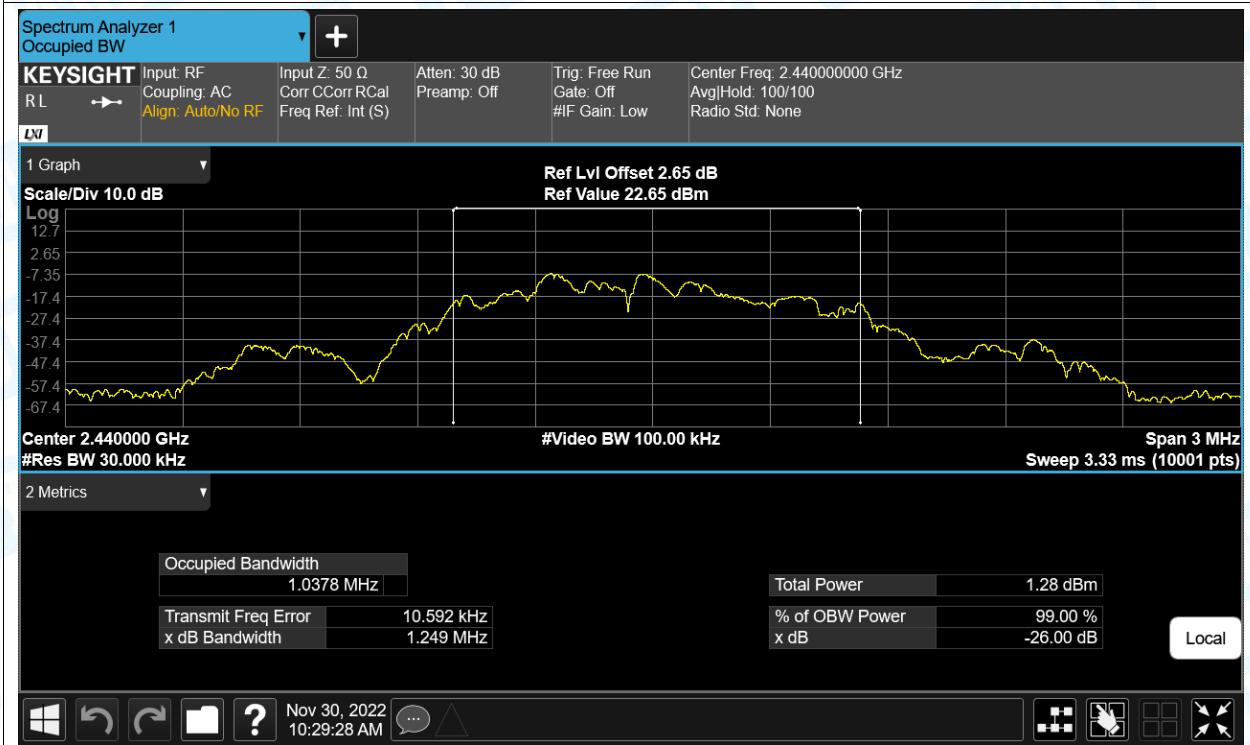 Spectrum Analyzer 1
Occupied BW
KEYSIGHT
R L
LXI
Input: RF
Coupling: AC
Align: Auto/No RF
Input Z: 50 Ω
Corr CCorr RCal
Freq Ref: Int (S)
Atten: 30 dB
Preamp: Off
Trig: Free Run
Gate: Off
#IF Gain: Low
Center Freq: 2.440000000 GHz
Avg|Hold: 100/100
Radio Std: None
1 Graph
Scale/Div 10.0 dB
Ref Lvl Offset 2.65 dB
Ref Value 22.65 dBm
Log
12.7
2.65
-7.35
-17.4
-27.4
-37.4
-47.4
-57.4
-67.4
Center 2.440000 GHz
#Res BW 30.000 kHz
#Video BW 100.00 kHz
Span 3 MHz
Sweep 3.33 ms (10001 pts)
2 Metrics
Occupied Bandwidth
1.0378 MHz
Transmit Freq Error 10.592 kHz
x dB Bandwidth 1.249 MHz
Total Power 1.28 dBm
% of OBW Power 99.00 %
x dB -26.00 dB
Local
?
Nov 30, 2022
10:29:28 AM